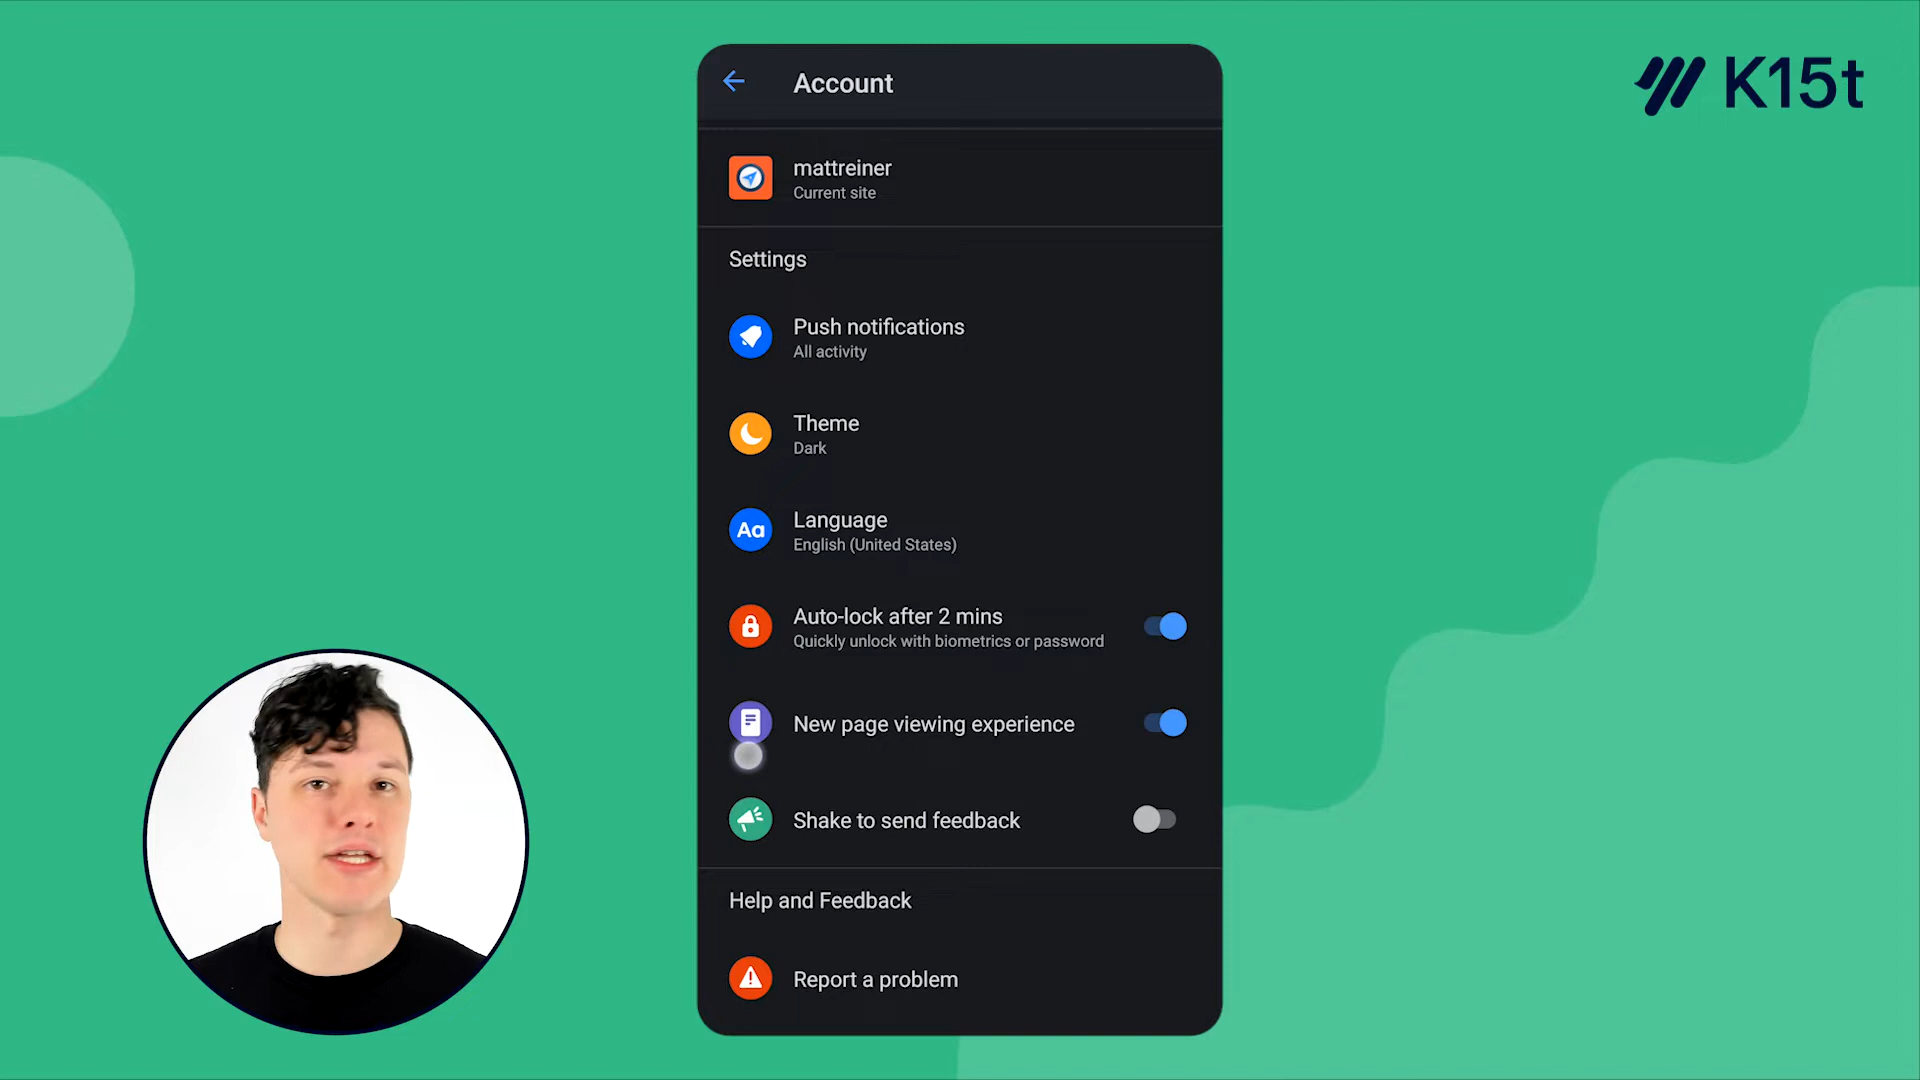 Account
K15t
mattreiner
Current site
Settings
Push notifications
All activity
Theme
Dark
Aa
Language
English (United States)
Auto-lock after 2 mins
Quickly unlock with biometrics or password
New page viewing experience
Shake to send feedback
Help and Feedback
Report a problem